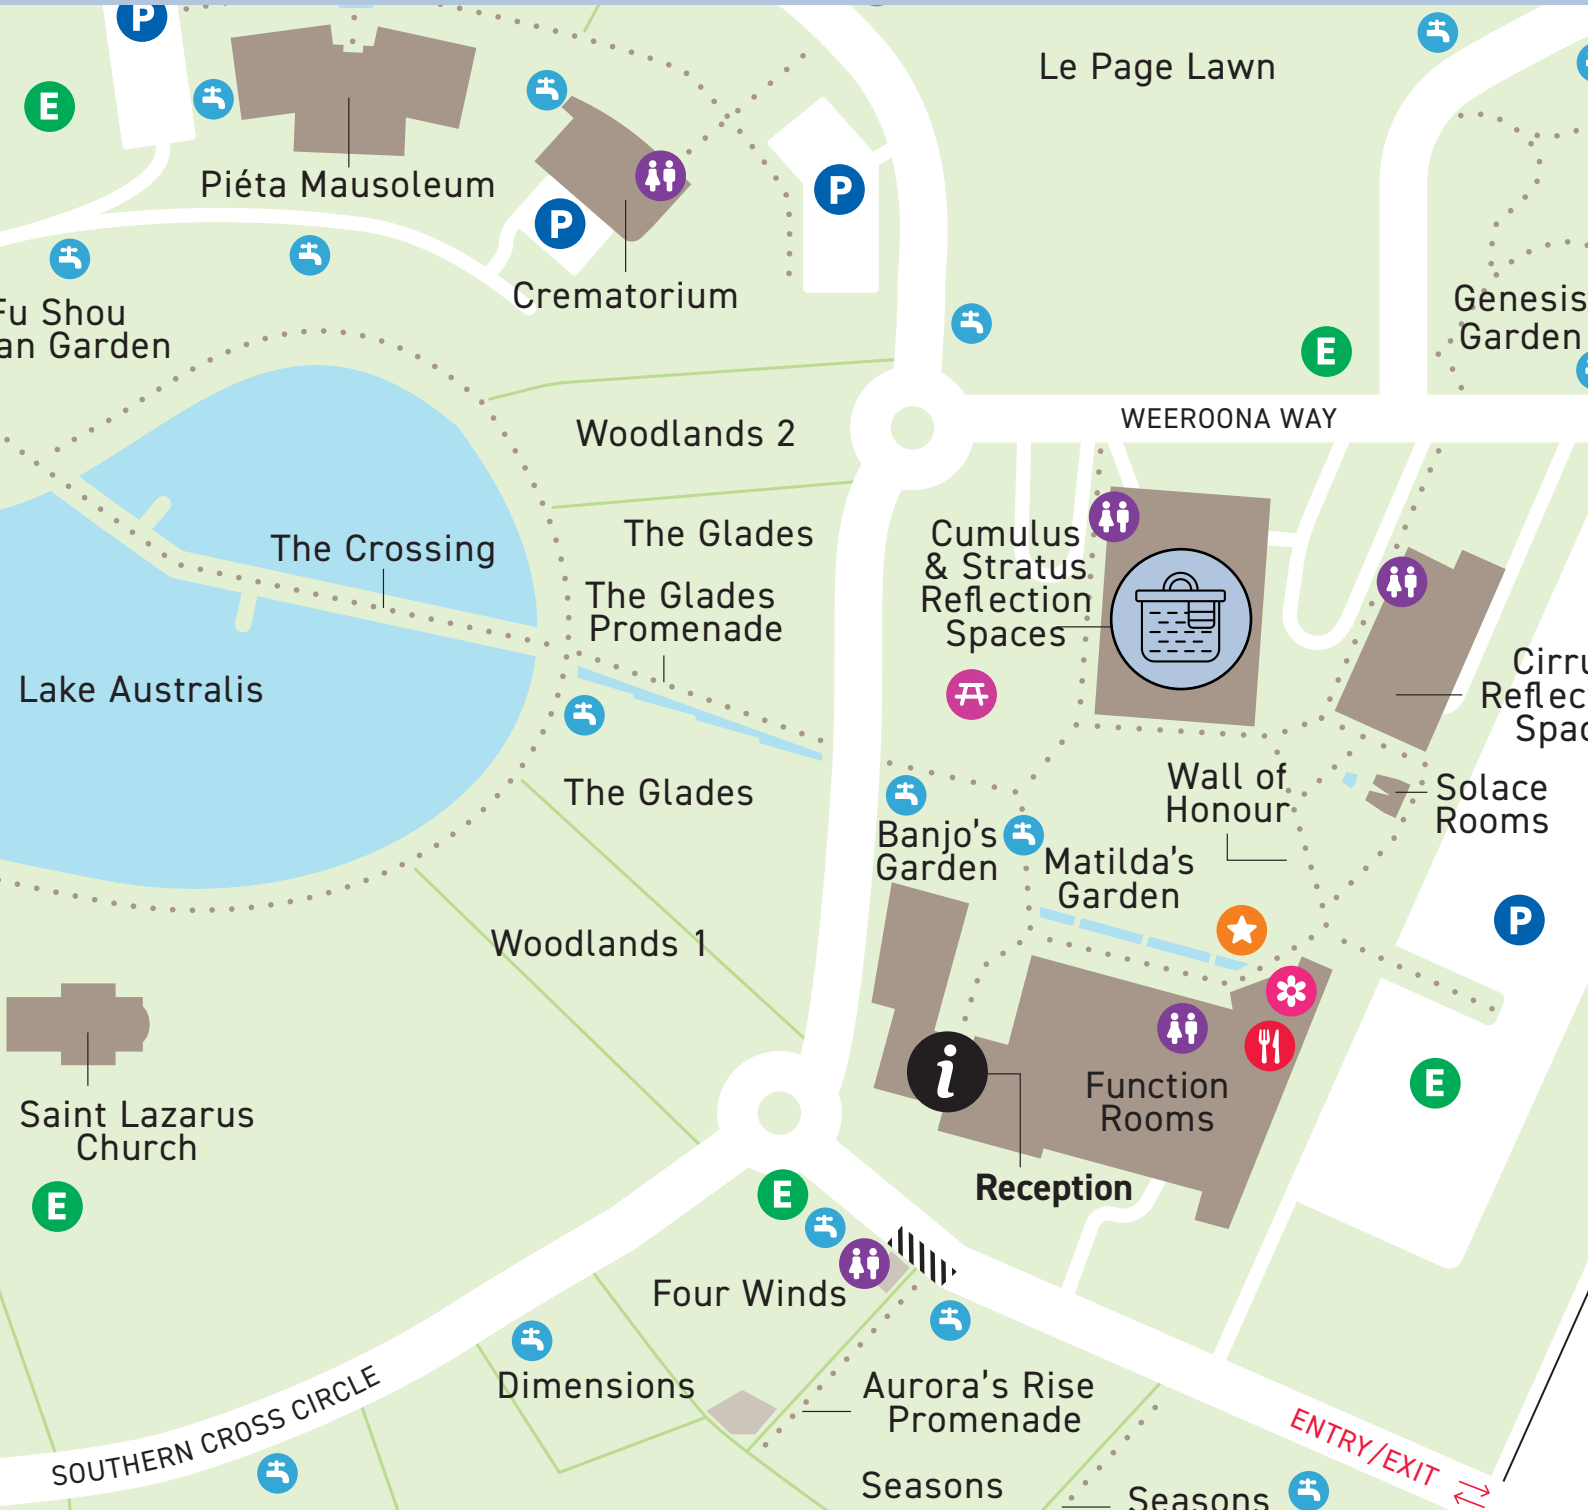 P
Le Page Lawn
E
Piéta Mausoleum
P
P
Crematorium
Fu Shou
an Garden
Genesis
Garden
E
WEEROONA WAY
Woodlands 2
The Glades
The Crossing
Cumulus
& Stratus
Reflection
Spaces
The Glades
Promenade
Lake Australis
Cirru
Reflec
Spac
The Glades
Wall of
Honour
Solace
Rooms
Banjo's
Garden
Matilda's
Garden
P
Woodlands 1
i
Function
Rooms
E
Saint Lazarus
Church
Reception
E
E
Four Winds
Dimensions
Aurora's Rise
Promenade
SOUTHERN CROSS CIRCLE
ENTRY/EXIT
Seasons
Seasons